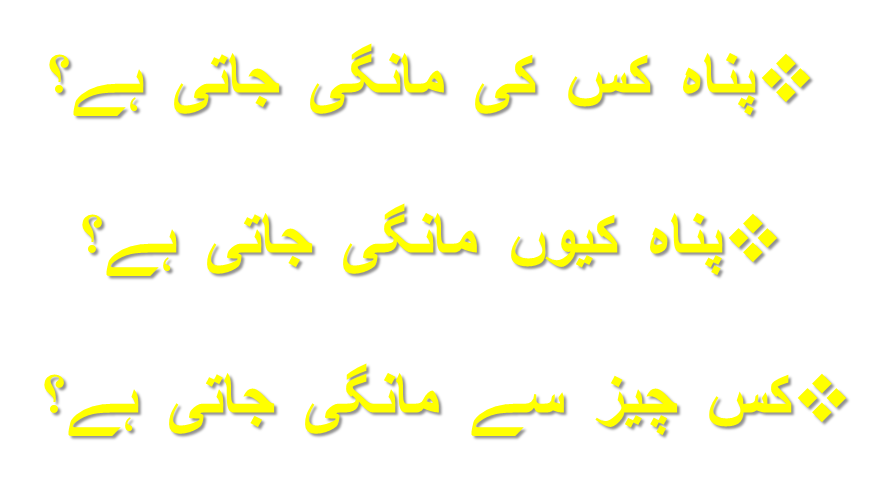 ❖پناہ کس کی مانگی جاتی ہے؟
❖پناہ کیوں مانگی جاتی ہے؟
❖کس چیز سے مانگی جاتی ہے؟